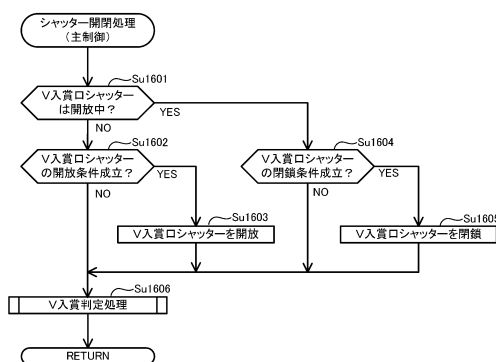 シャッター開閉処理
(主制御)
Su1601
V入賞口シャッター
は開放中?
YES
NO
Su1602
V入賞口シャッター
の開放条件成立?
YES
NO
Su1604
V入賞口シャッター
の閉鎖条件成立?
YES
NO
Su1603
V入賞口シャッターを開放
Su1605
V入賞口シャッターを閉鎖
Su1606
V入賞判定処理
RETURN